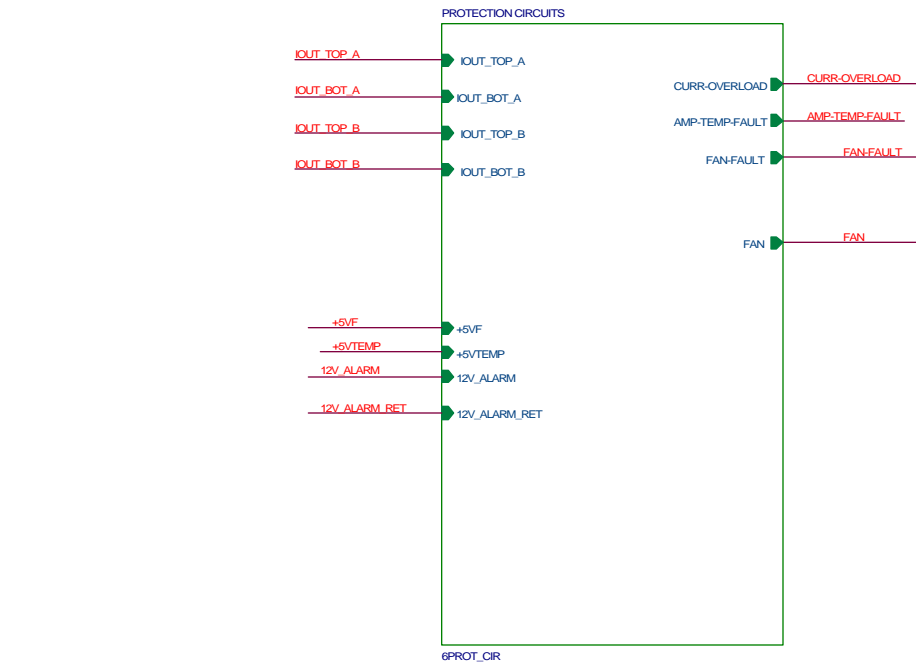 PROTECTION CIRCUITS
IOUT_TOP_A IOUT_TOP_A
CURR-OVERLOAD CURR-OVERLOAD
IOUT_BOT_A IOUT_BOT_A
AMP-TEMP-FAULT AMP-TEMP-FAULT
IOUT_TOP_B IOUT_TOP_B
FAN-FAULT FAN-FAULT
IOUT_BOT_B IOUT_BOT_B
FAN FAN
+5VF +5VF
+5VTEMP +5VTEMP
12V_ALARM 12V_ALARM
12V_ALARM_RET 12V_ALARM_RET
6PROT_CIR